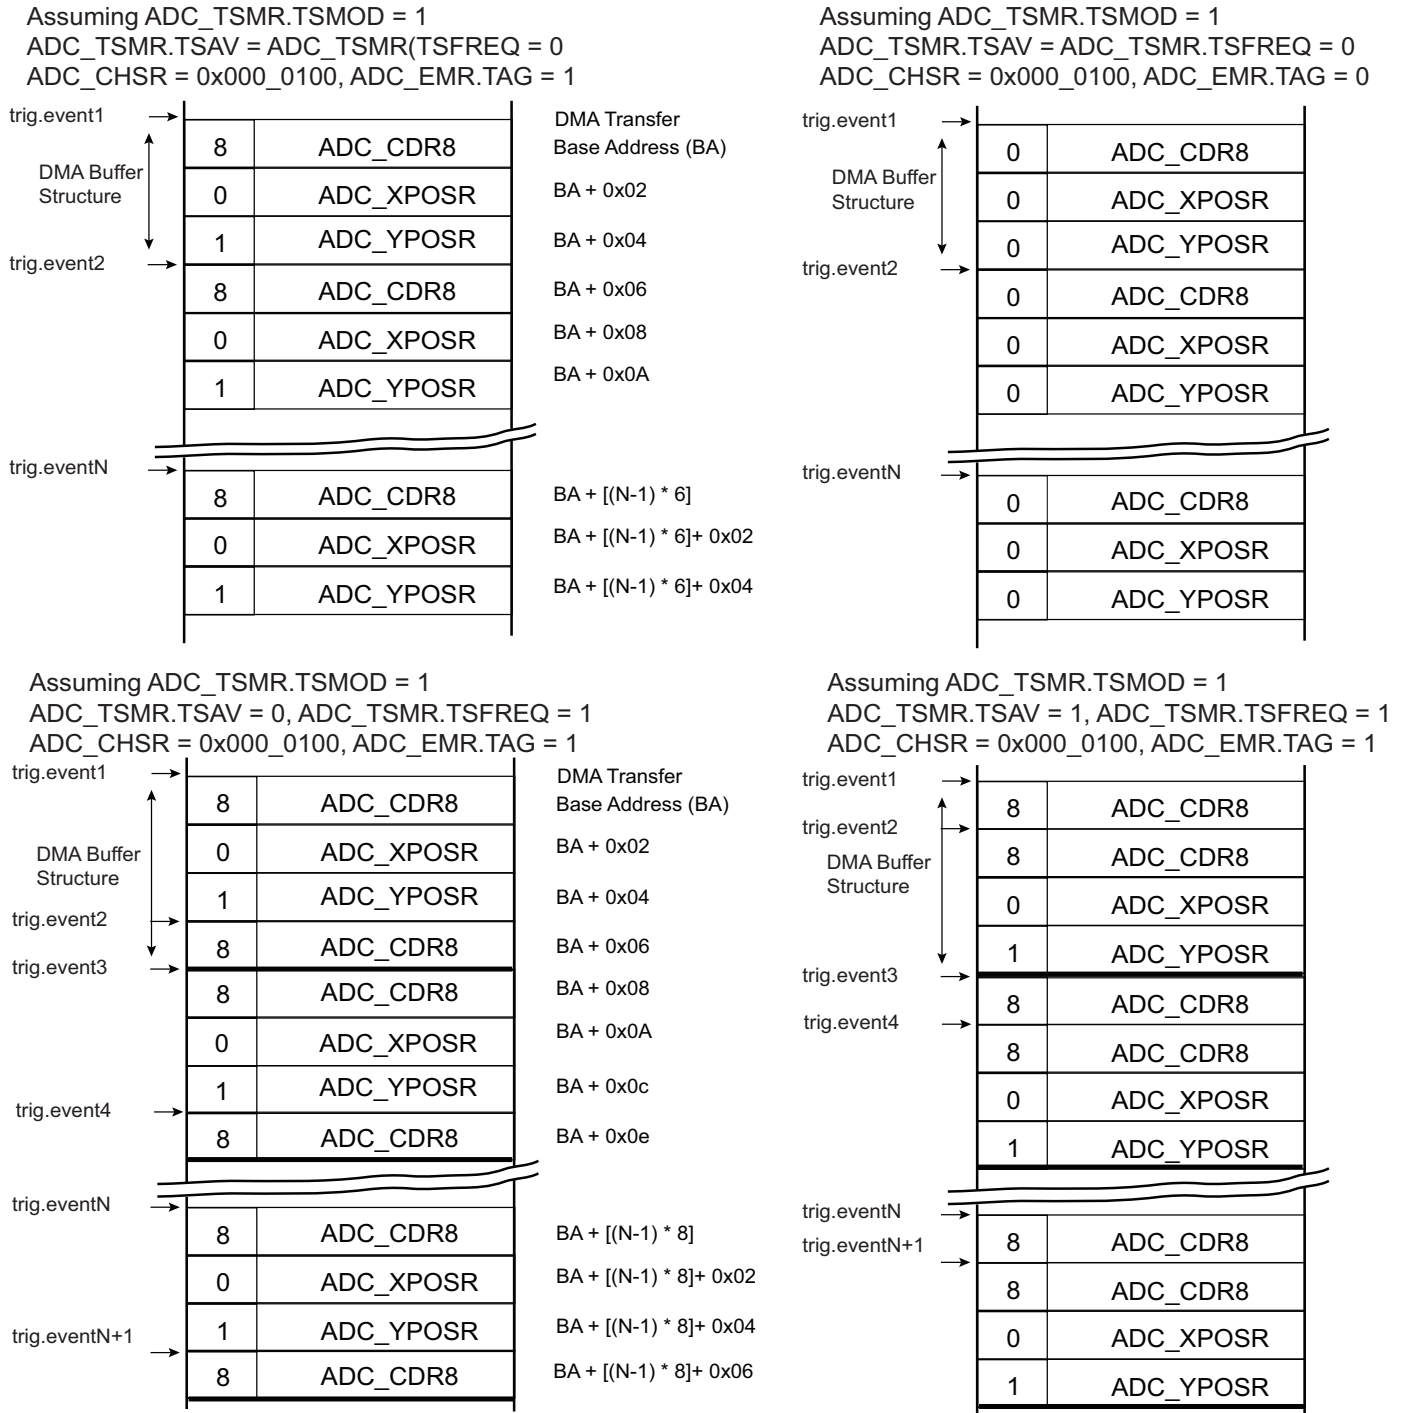 Assuming ADC_TSMR.TSMOD = 1
ADC_TSMR.TSAV = ADC_TSMR(TSFREQ = 0
ADC_CHSR = 0x000_0100, ADC_EMR.TAG = 1
trig.event1
DMA Transfer
8 ADC_CDR8 Base Address (BA)
DMA Buffer
Structure
0 ADC_XPOSR BA + 0x02
1 ADC_YPOSR BA + 0x04
trig.event2
8 ADC_CDR8 BA + 0x06
0 ADC_XPOSR BA + 0x08
1 ADC_YPOSR BA + 0x0A
trig.eventN
8 ADC_CDR8 BA + [(N-1) * 6]
0 ADC_XPOSR BA + [(N-1) * 6]+ 0x02
1 ADC_YPOSR BA + [(N-1) * 6]+ 0x04
Assuming ADC_TSMR.TSMOD = 1
ADC_TSMR.TSAV = ADC_TSMR.TSFREQ = 0
ADC_CHSR = 0x000_0100, ADC_EMR.TAG = 0
trig.event1
0 ADC_CDR8
DMA Buffer
Structure
0 ADC_XPOSR
0 ADC_YPOSR
trig.event2
0 ADC_CDR8
0 ADC_XPOSR
0 ADC_YPOSR
trig.eventN
0 ADC_CDR8
0 ADC_XPOSR
0 ADC_YPOSR
Assuming ADC_TSMR.TSMOD = 1
ADC_TSMR.TSAV = 0, ADC_TSMR.TSFREQ = 1
ADC_CHSR = 0x000_0100, ADC_EMR.TAG = 1
trig.event1
DMA Transfer
8 ADC_CDR8 Base Address (BA)
DMA Buffer
Structure
0 ADC_XPOSR BA + 0x02
1 ADC_YPOSR BA + 0x04
trig.event2
8 ADC_CDR8 BA + 0x06
trig.event3
8 ADC_CDR8 BA + 0x08
0 ADC_XPOSR BA + 0x0A
1 ADC_YPOSR BA + 0x0c
trig.event4
8 ADC_CDR8 BA + 0x0e
trig.eventN
8 ADC_CDR8 BA + [(N-1) * 8]
0 ADC_XPOSR BA + [(N-1) * 8]+ 0x02
1 ADC_YPOSR BA + [(N-1) * 8]+ 0x04
trig.eventN+1
8 ADC_CDR8 BA + [(N-1) * 8]+ 0x06
Assuming ADC_TSMR.TSMOD = 1
ADC_TSMR.TSAV = 1, ADC_TSMR.TSFREQ = 1
ADC_CHSR = 0x000_0100, ADC_EMR.TAG = 1
trig.event1
8 ADC_CDR8
trig.event2
DMA Buffer
Structure
8 ADC_CDR8
0 ADC_XPOSR
1 ADC_YPOSR
trig.event3
8 ADC_CDR8
trig.event4
8 ADC_CDR8
0 ADC_XPOSR
1 ADC_YPOSR
trig.eventN
8 ADC_CDR8
trig.eventN+1
8 ADC_CDR8
0 ADC_XPOSR
1 ADC_YPOSR